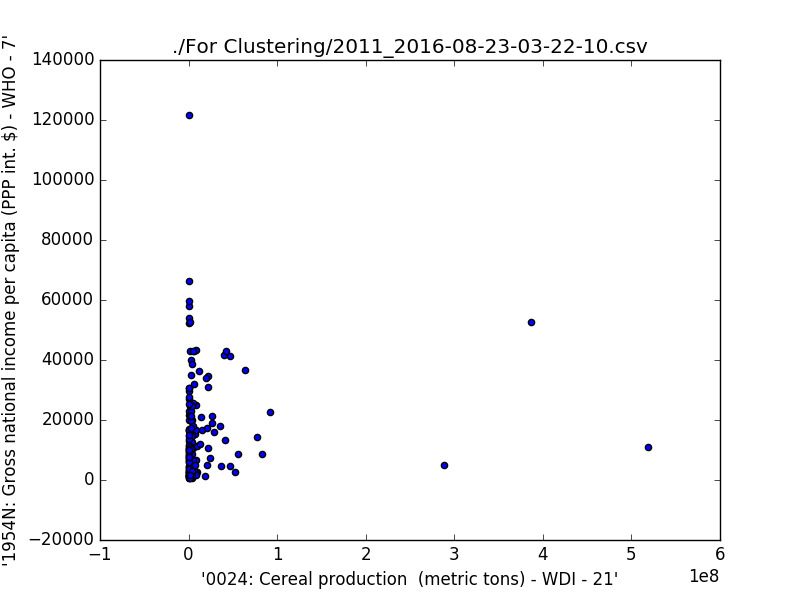 ./For Clustering/2011_2016-08-23-03-22-10.csv
140000
120000
100000
80000
60000
40000
20000
0
−20000
'1954N: Gross national income per capita (PPP int. $) - WHO - 7'
−1 0 1 2 3 4 5 6
1e8
'0024: Cereal production  (metric tons) - WDI - 21'